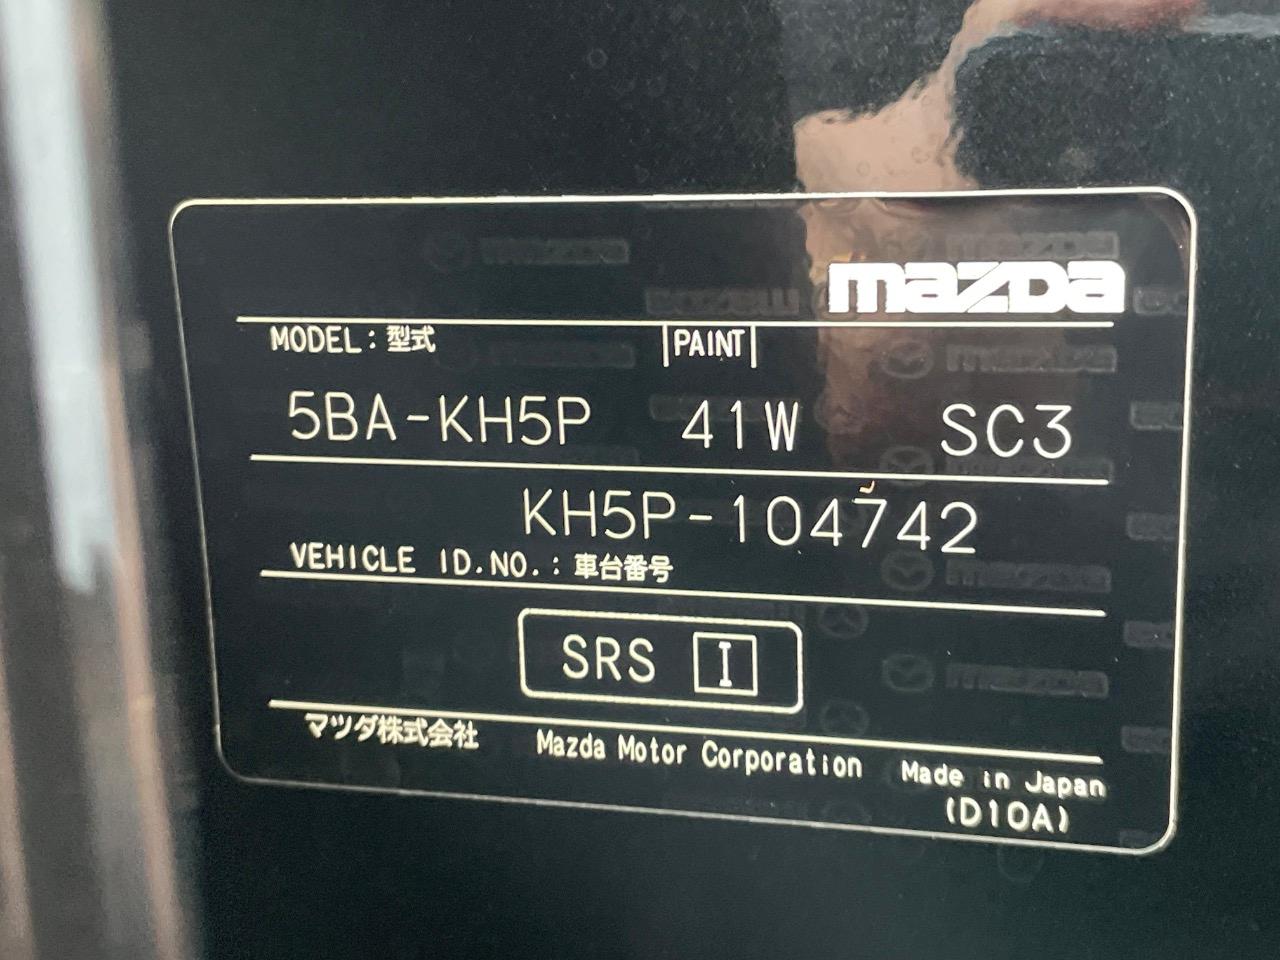 mazda
MODEL：型式 PAINT
5BA-KH5P 41W SC3
KH5P-104742
VEHICLE ID.NO.：車台番号
SRS I
マツダ株式会社 Mazda Motor Corporation Made in Japan
(D10A)